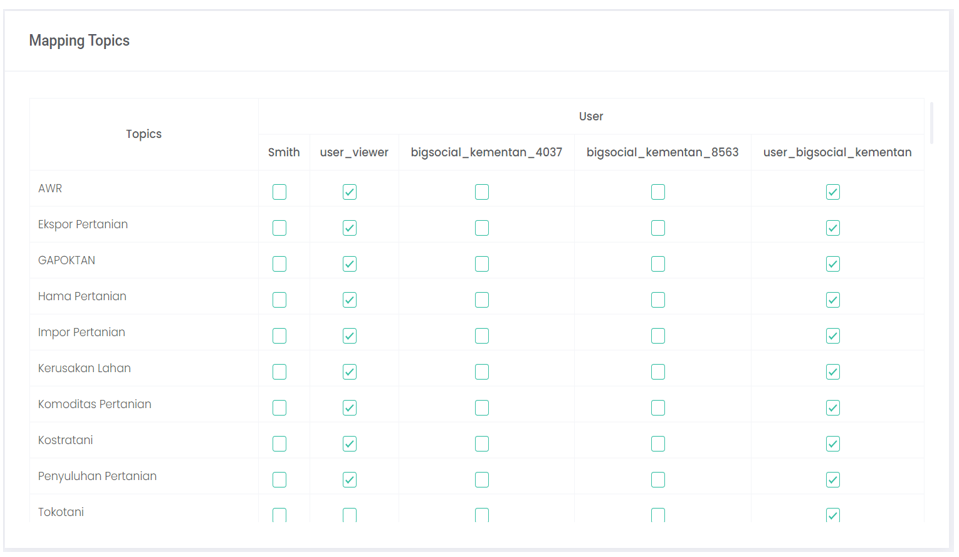 Mapping Topics
Topics
User
Smith user_viewer bigsocial_kementan_4037 bigsocial_kementan_8563 user_bigsocial_kementan
AWR
Ekspor Pertanian
GAPOKTAN
Hama Pertanian
Impor Pertanian
Kerusakan Lahan
Komoditas Pertanian
Kostratani
Penyuluhan Pertanian
Tokotani